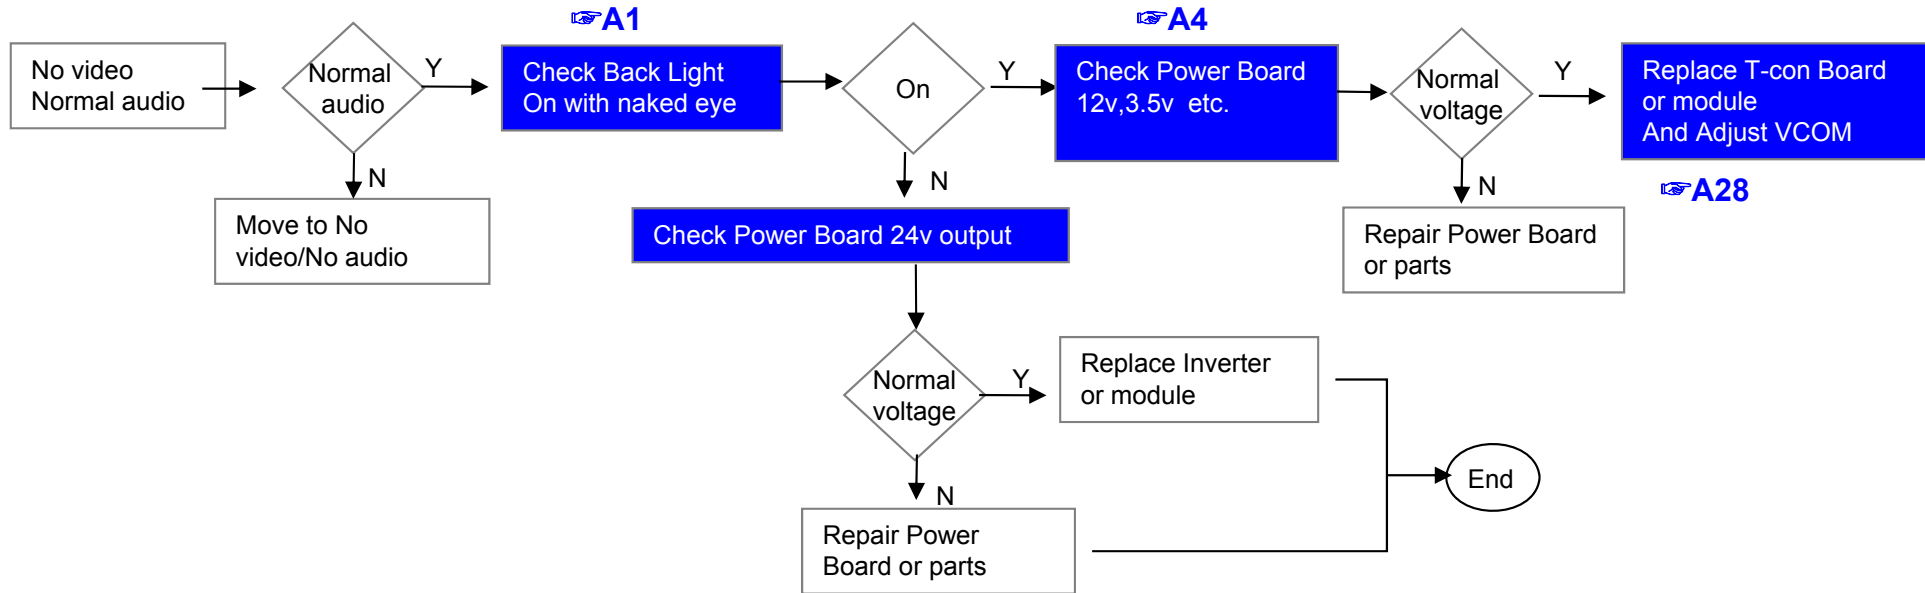 ☞A1
☞A4
No video
Normal audio
Normal
audio
Y
Check Back Light
On with naked eye
On
Y
Check Power Board
12v,3.5v etc.
Normal
voltage
Y
Replace T-con Board
or module
And Adjust VCOM
☞A28
N
Move to No
video/No audio
N
Check Power Board 24v output
N
Repair Power Board
or parts
Normal
voltage
Y
Replace Inverter
or module
N
Repair Power
Board or parts
End